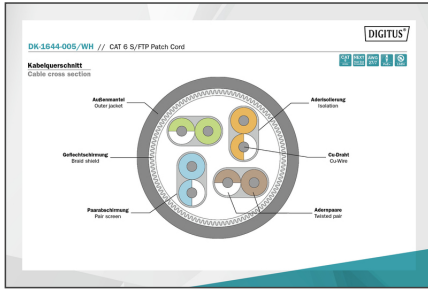 DIGITUS®
DK-1644-005/WH // CAT 6 S/FTP Patch Cord
Kabelquerschnitt
Cable cross section
Außenmantel
Outer jacket
Aderisolierung
Isolation
Geflechtschirmung
Braid shield
Cu-Draht
Cu-Wire
Paarabschirmung
Pair screen
Adernpaare
Twisted pair